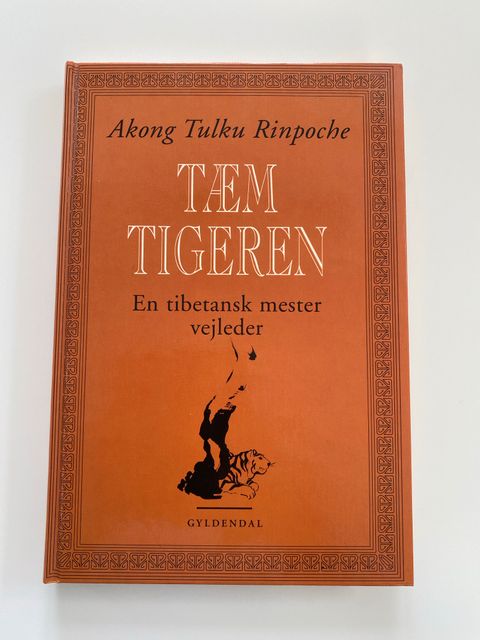 Akong Tulku Rinpoche
TÆM
TIGEREN
En tibetansk mester
vejleder
GYLDENDAL